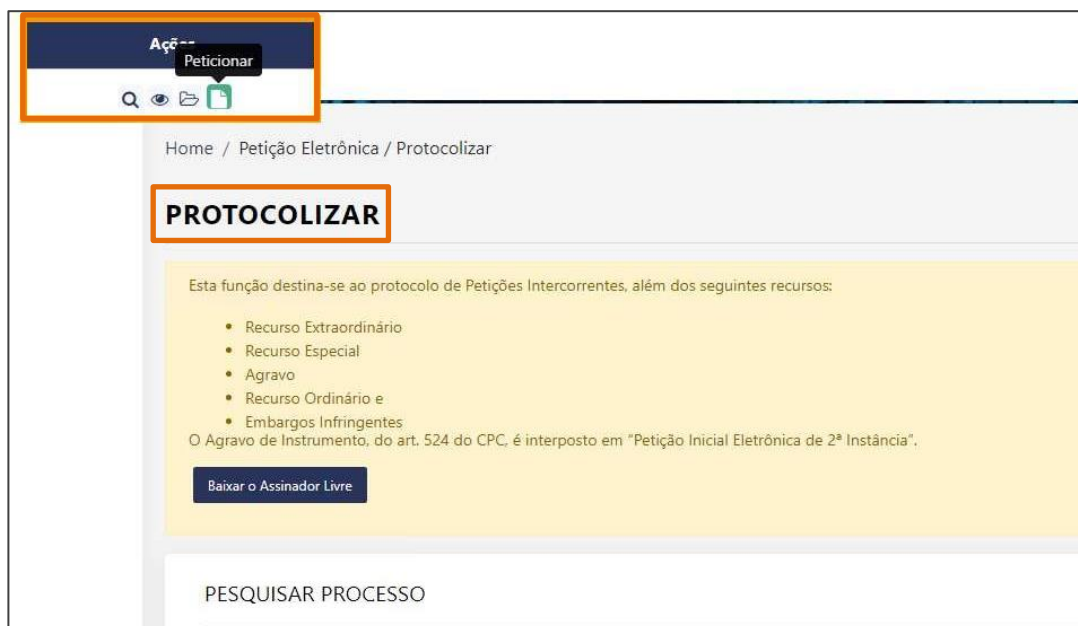 Ações
Peticionar
Home / Petição Eletrônica / Protocolizar
PROTOCOLIZAR
Esta função destina-se ao protocolo de Petições Intercorrentes, além dos seguintes recursos:
• Recurso Extraordinário
• Recurso Especial
• Agravo
• Recurso Ordinário e
• Embargos Infringentes
O Agravo de Instrumento, do art. 524 do CPC, é interposto em "Petição Inicial Eletrônica de 2ª Instância".
Baixar o Assinador Livre
PESQUISAR PROCESSO